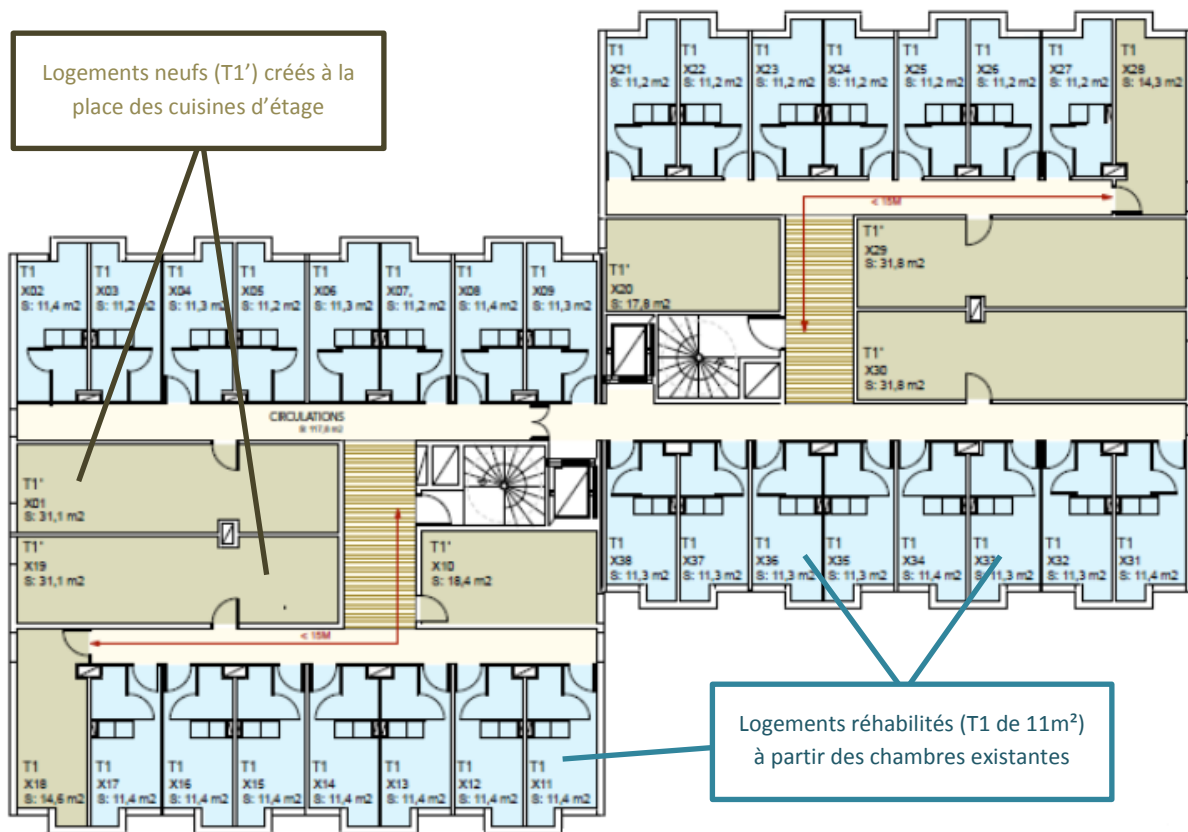 Logements neufs (T1’) créés à la
place des cuisines d’étage
T1
X21
S: 11,2 m2
T1
X22
S: 11,2 m2
T1
X23
S: 11,2 m2
T1
X24
S: 11,2 m2
T1
X25
S: 11,2 m2
T1
X26
S: 11,2 m2
T1
X27
S: 11,2 m2
T1
X28
S: 14,3 m2
< 15M
T1'
X29
S: 31,8 m2
T1'
X20
S: 17,8 m2
T1'
X30
S: 31,8 m2
T1
X02
S: 11,4 m2
T1
X03
S: 11,2 m2
T1
X04
S: 11,3 m2
T1
X05
S: 11,2 m2
T1
X06
S: 11,3 m2
T1
X07,
S: 11,2 m2
T1
X08
S: 11,4 m2
T1
X09
S: 11,3 m2
CIRCULATIONS
S: 117,8 m2
T1'
X01
S: 31,1 m2
T1'
X19
S: 31,1 m2
T1'
X10
S: 18,4 m2
T1
X38
S: 11,3 m2
T1
X37
S: 11,3 m2
T1
X36
S: 11,3 m2
T1
X35
S: 11,3 m2
T1
X34
S: 11,4 m2
T1
X33
S: 11,3 m2
T1
X32
S: 11,3 m2
T1
X31
S: 11,4 m2
< 15M
T1
X18
S: 14,6 m2
T1
X17
S: 11,4 m2
T1
X16
S: 11,4 m2
T1
X15
S: 11,4 m2
T1
X14
S: 11,4 m2
T1
X13
S: 11,4 m2
T1
X12
S: 11,4 m2
T1
X11
S: 11,4 m2
Logements réhabilités (T1 de 11m²)
à partir des chambres existantes